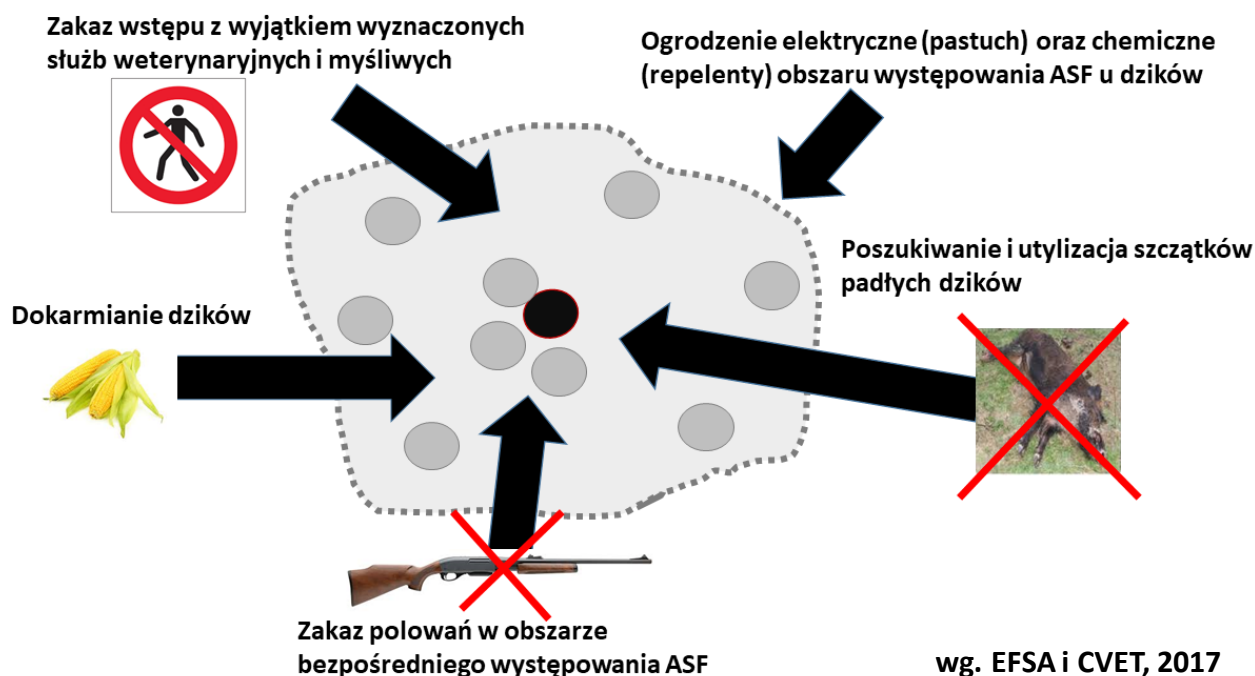 Zakaz wstępu z wyjątkiem wyznaczonych
służb weterynaryjnych i myśliwych
Ogrodzenie elektryczne (pastuch) oraz chemiczne
(repelenty) obszaru występowania ASF u dzików
Poszukiwanie i utylizacja szczątków
padłych dzików
Dokarmianie dzików
Zakaz polowań w obszarze
bezpośredniego występowania ASF
wg. EFSA i CVET, 2017